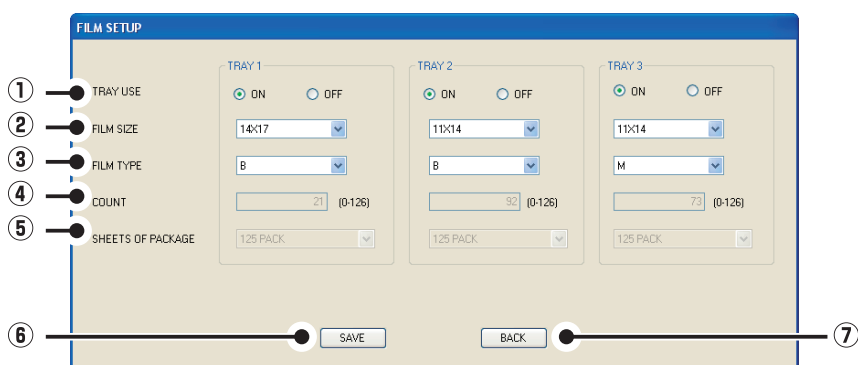 FILM SETUP
TRAY 1 TRAY 2 TRAY 3
① TRAY USE ON OFF ON OFF ON OFF
② FILM SIZE 14X17 11X14 11X14
③ FILM TYPE B B M
④ COUNT 21 (0-126) 92 (0-126) 73 (0-126)
⑤ SHEETS OF PACKAGE 125 PACK 125 PACK 125 PACK
⑥ SAVE BACK ⑦